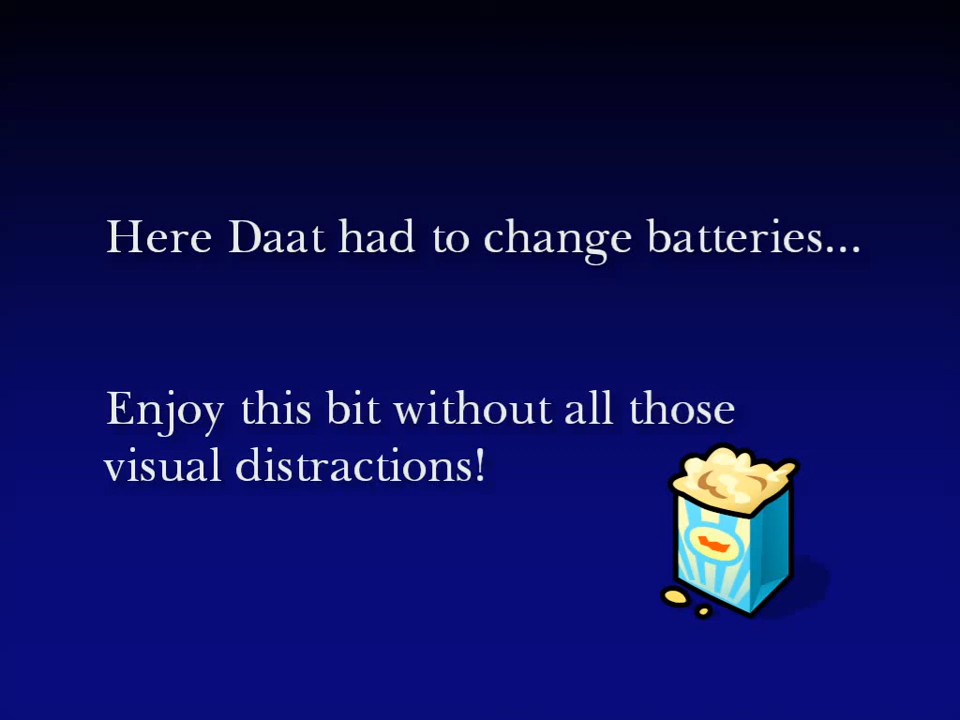 Here Daat had to change batteries...
Enjoy this bit without all those
visual distractions!